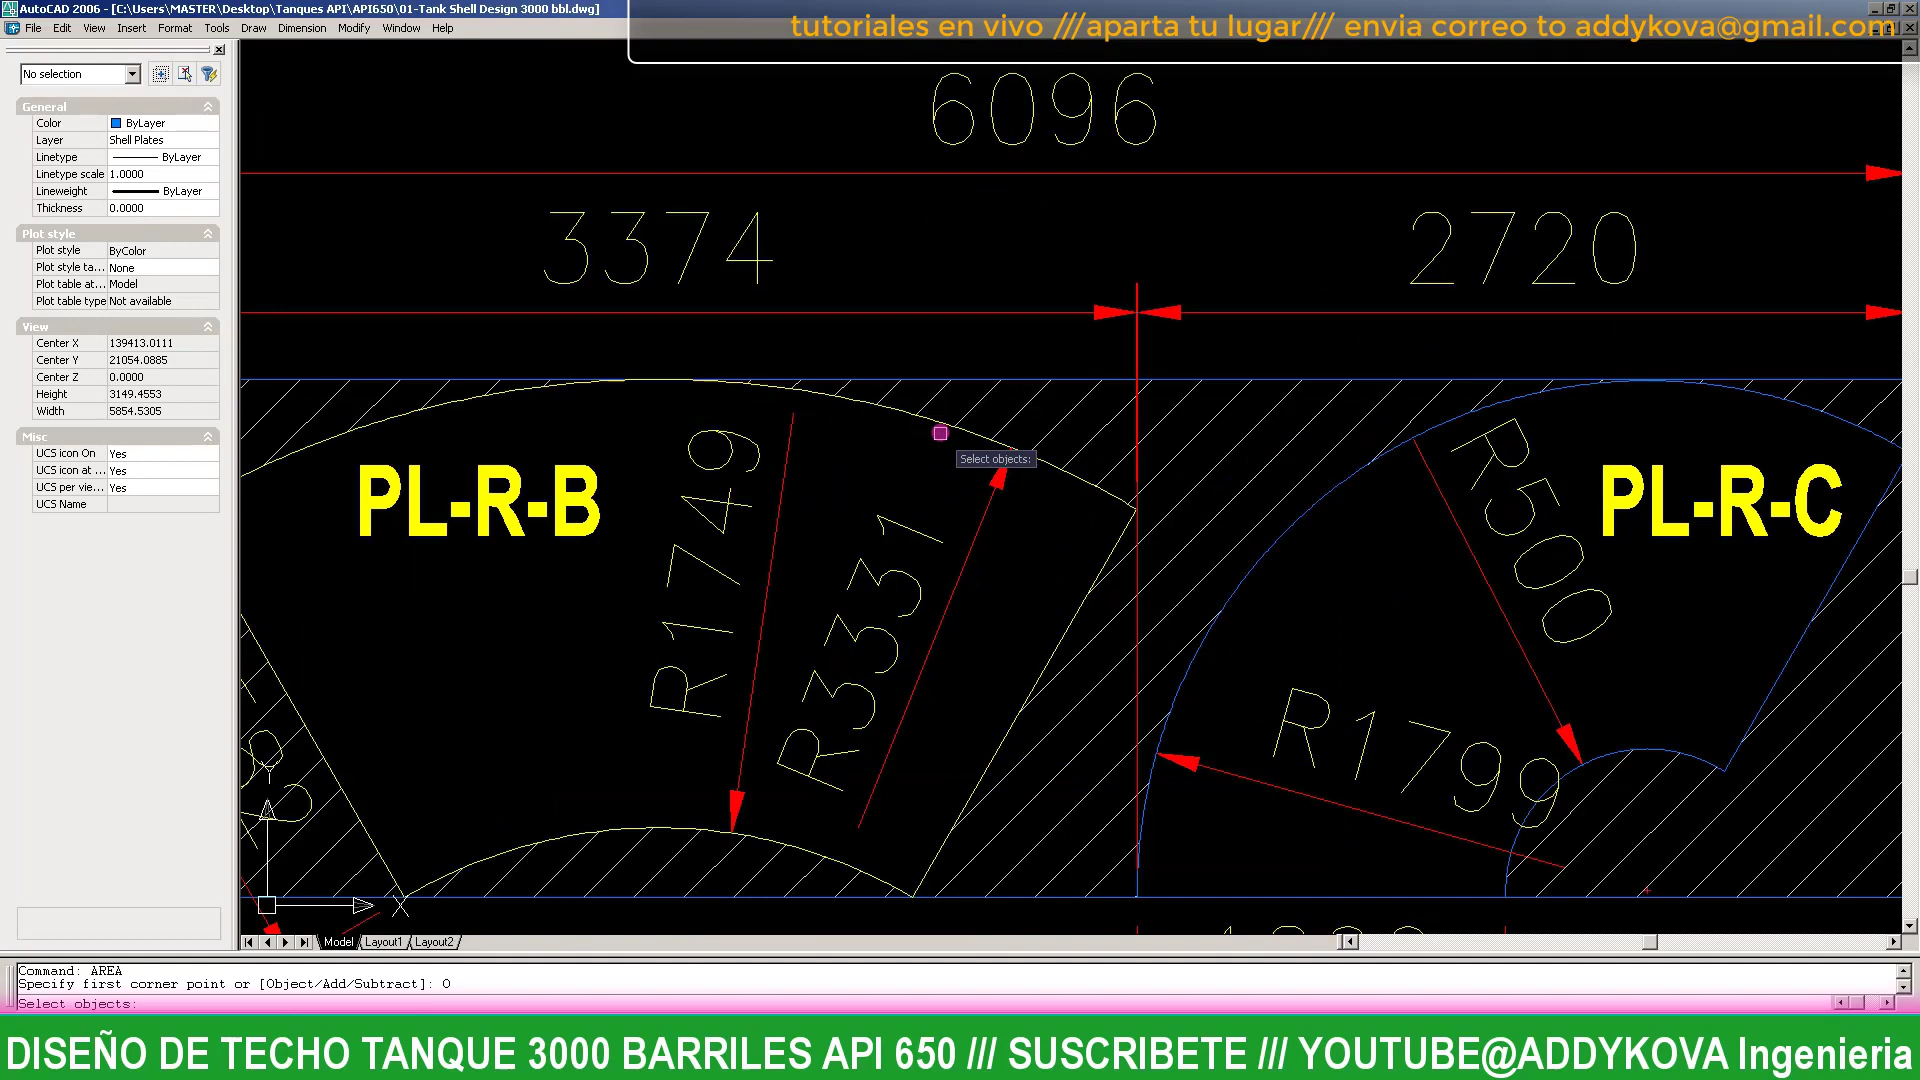 AutoCAD 2006 - [C:\Users\MASTER\Desktop\Tanques API\API650\01-Tank Shell Design 3000 bbl.dwg]
tutoriales en vivo ///aparta tu lugar/// envia correo to addykova@gmail.com
File Edit View Insert Format Tools Draw Dimension Modify Window Help
No selection
General
Color ByLayer
Layer Shell Plates
Linetype ByLayer
Linetype scale 1.0000
Lineweight ByLayer
Thickness 0.0000
Plot style
Plot style ByColor
Plot style ta... None
Plot table at... Model
Plot table type Not available
View
Center X 139413.0111
Center Y 21054.0885
Center Z 0.0000
Height 3149.4553
Width 5854.5305
Misc
UCS icon On Yes
UCS icon at ... Yes
UCS per vie... Yes
UCS Name
6096
3374 2720
PL-R-B
R1749
R3331
Select objects:
R500
PL-R-C
R1799
Y
X
Model Layout1 Layout2
Command: AREA
Specify first corner point or [Object/Add/Subtract]: O
Select objects:
DISEÑO DE TECHO TANQUE 3000 BARRILES API 650 /// SUSCRIBETE /// YOUTUBE@ADDYKOVA Ingenieria